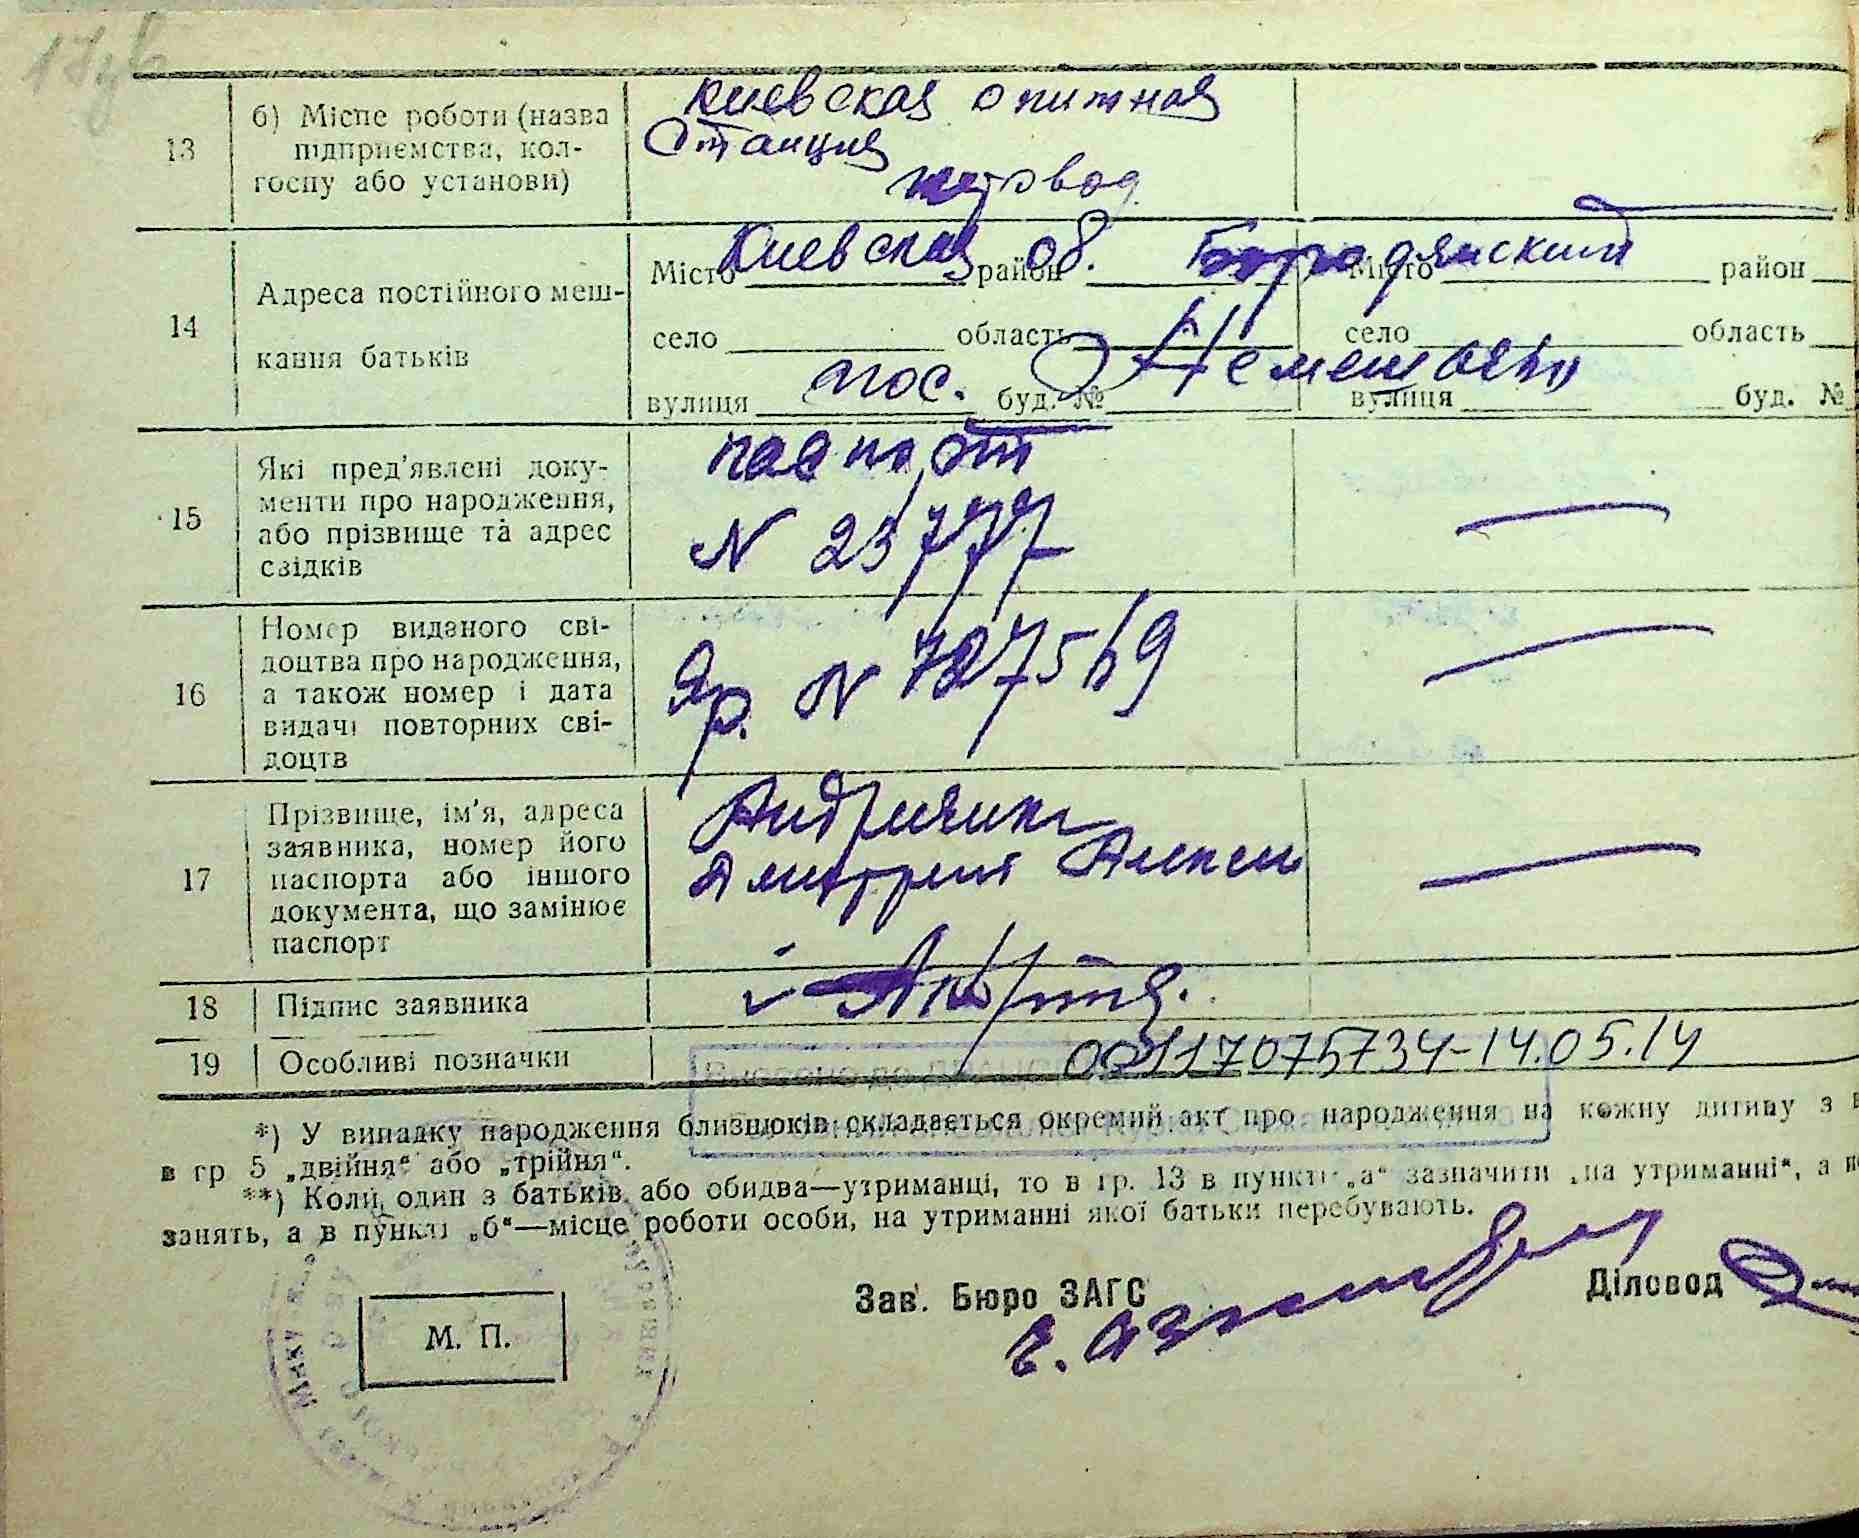 13
б) Місце роботи (назва
підприємства, кол-
госпу або установи)
Киевская опитная
Станция
14
Адреса постійного меш-
кання батьків
Місто район Місто район
Киевская об. Бородянский
село область село область
пос. Немешаево
вулиця буд. № вулиця буд. №
15
Які пред'явлені доку-
менти про народження,
або прізвище та адрес
свідків
паспорт
N 23777
16
Номер виданого сві-
доцтва про народження,
а також номер і дата
видачі повторних сві-
доцтв
N 727569
17
Прізвище, ім'я, адреса
заявника, номер його
паспорта або іншого
документа, що замінює
паспорт
Дмитрий Алексе
18 Підпис заявника
19 Особливі позначки
00117075734-14.05.14
*) У випадку народження близнюків складається окремий акт про народження на кожну дитину з
в гр 5 „двійня“ або „трійня“.
**) Коли один з батьків або обидва—утриманці, то в гр. 13 в пункті „а“ зазначити „на утриманні“, а
занять, а в пункті „б“—місце роботи особи, на утриманні якої батьки перебувають.
Зав. Бюро ЗАГС
Діловод
М. П.